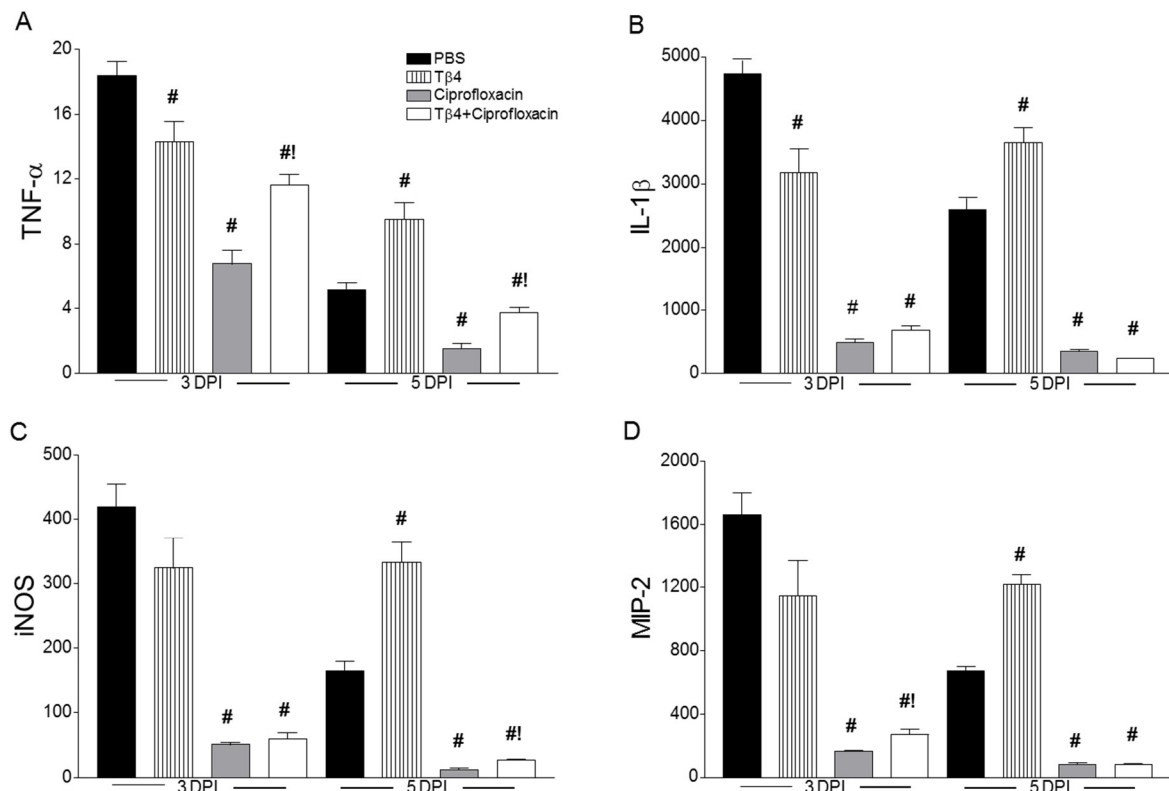 A
TNF-α
20
16
12
8
4
0
PBS
Tβ4
Ciprofloxacin
Tβ4+Ciprofloxacin
#
#
#!
#
#
#!
3 DPI
5 DPI
B
IL-1β
5000
4000
3000
2000
1000
0
#
#
#
#
#
#
3 DPI
5 DPI
C
iNOS
500
400
300
200
100
0
#
#
#
#
#!
3 DPI
5 DPI
D
MIP-2
2000
1600
1200
800
400
0
#
#!
#
#
#
3 DPI
5 DPI